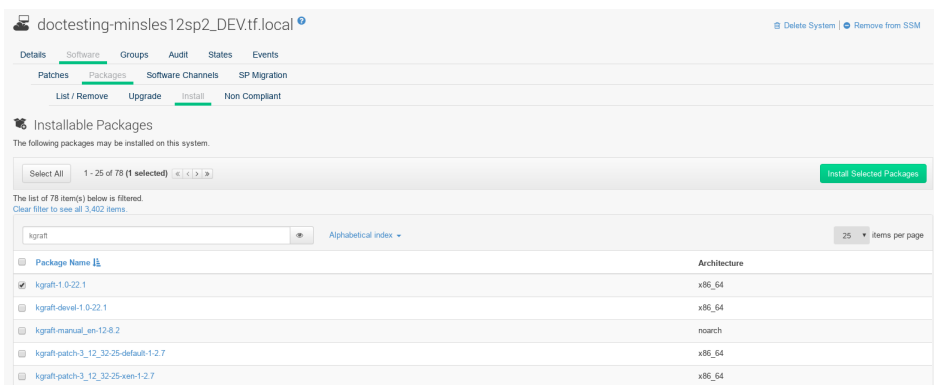 doctesting-minsles12sp2_DEV.tf.local ?
Delete System | Remove from SSM
Details Software Groups Audit States Events
Patches Packages Software Channels SP Migration
List / Remove Upgrade Install Non Compliant
Installable Packages
The following packages may be installed on this system.
Select All 1 - 25 of 78 (1 selected) « < > » Install Selected Packages
The list of 78 item(s) below is filtered.
Clear filter to see all 3,402 items.
kgraft Alphabetical index 25 items per page
Package Name Architecture
kgraft-1.0-22.1 x86_64
kgraft-devel-1.0-22.1 x86_64
kgraft-manual_en-12-8.2 noarch
kgraft-patch-3_12_32-25-default-1-2.7 x86_64
kgraft-patch-3_12_32-25-xen-1-2.7 x86_64